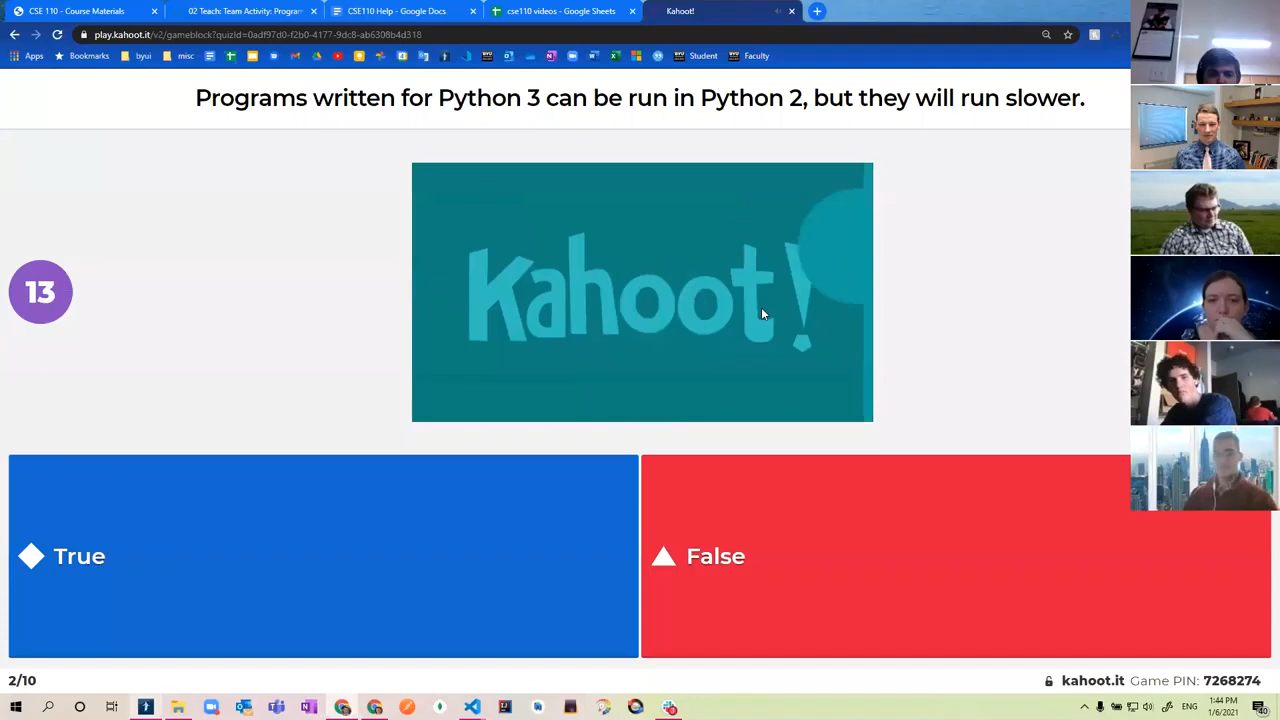 CSE 110 - Course Materials
02 Teach: Team Activity: Program
CSE110 Help - Google Docs
cse110 videos - Google Sheets
Kahoot!
play.kahoot.it/v2/gameblock?quizId=0adf97d0-f2b0-4177-9dc8-ab6308b4d318
Apps
Bookmarks
byui
misc
Student
Faculty
Programs written for Python 3 can be run in Python 2, but they will run slower.
13
Kahoot!
True
False
2/10
kahoot.it Game PIN: 7268274
ENG
1:44 PM
1/6/2021
40